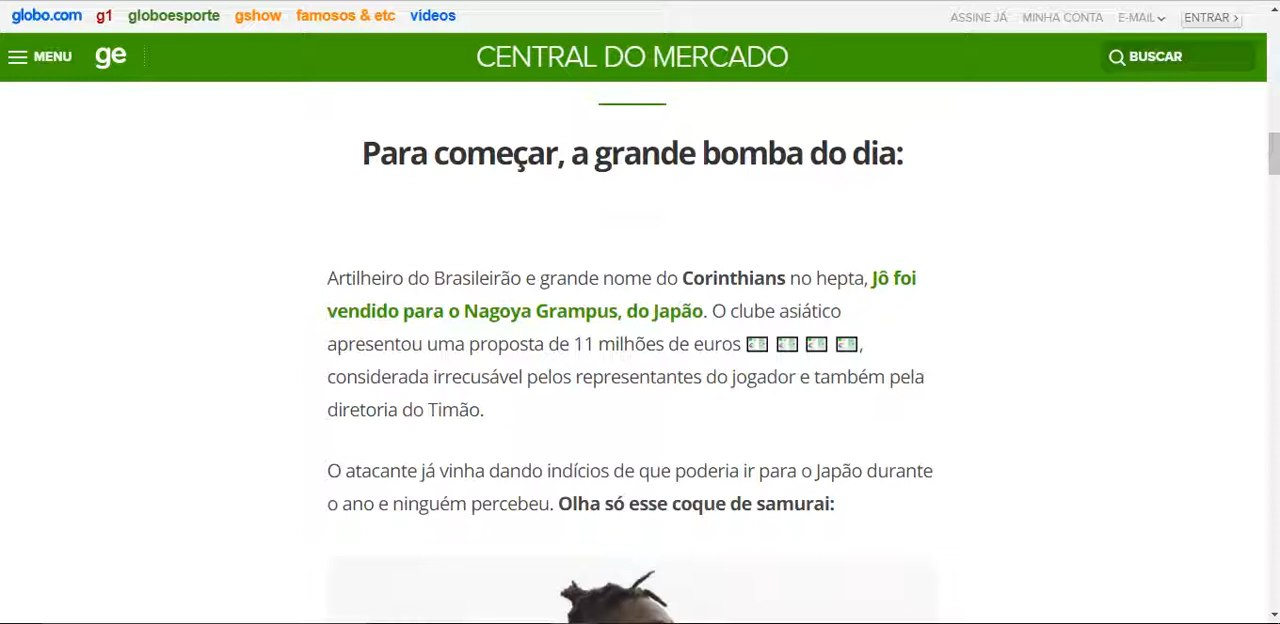 globo.com g1 globoesporte gshow famosos & etc vídeos ASSINE JÁ MINHA CONTA E-MAIL ENTRAR ›
MENU ge CENTRAL DO MERCADO BUSCAR
Para começar, a grande bomba do dia:
Artilheiro do Brasileirão e grande nome do Corinthians no hepta, Jô foi
vendido para o Nagoya Grampus, do Japão. O clube asiático
apresentou uma proposta de 11 milhões de euros 💶 💶 💶 💶,
considerada irrecusável pelos representantes do jogador e também pela
diretoria do Timão.
O atacante já vinha dando indícios de que poderia ir para o Japão durante
o ano e ninguém percebeu. Olha só esse coque de samurai: